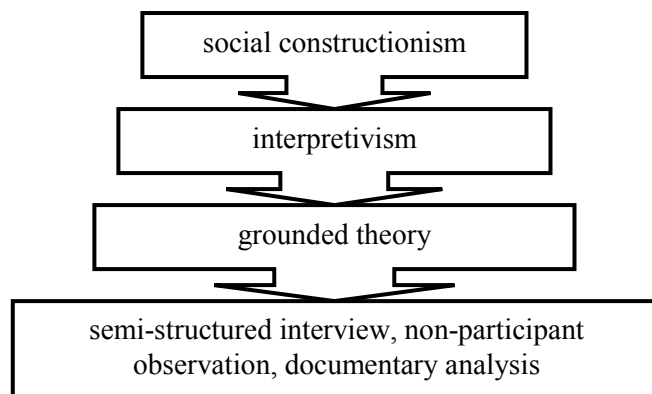 social constructionism
interpretivism
grounded theory
semi-structured interview, non-participant
observation, documentary analysis